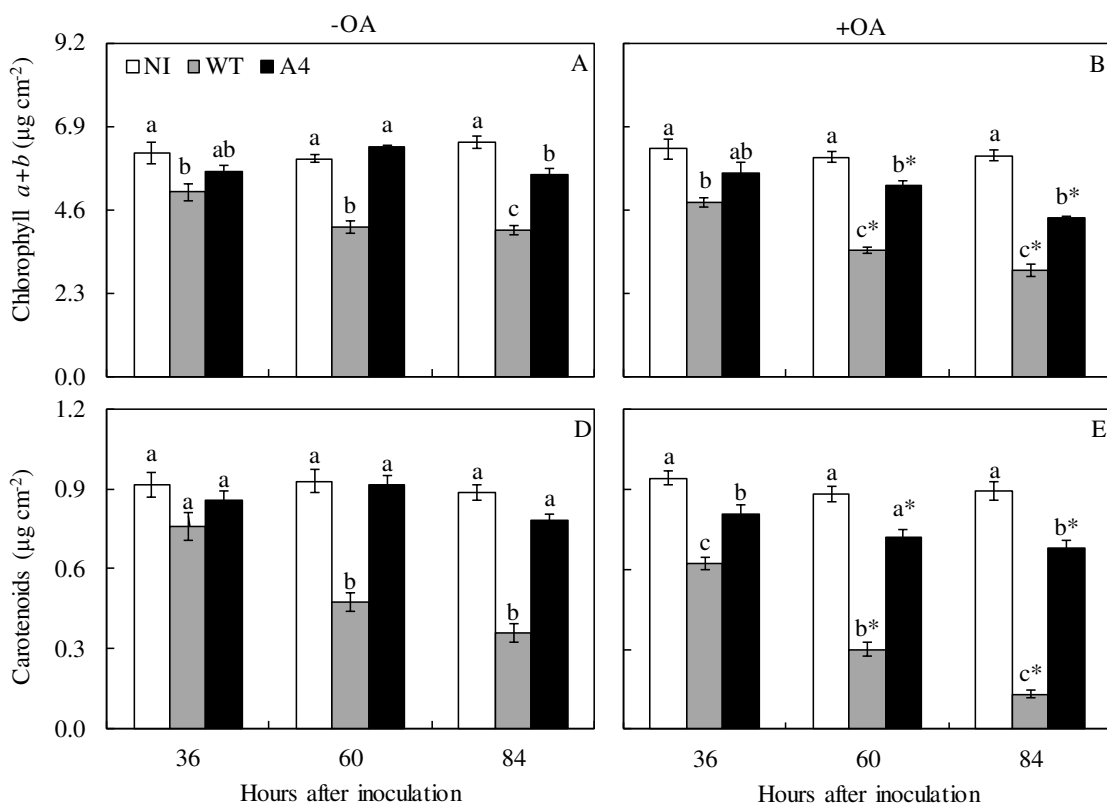 -OA
+OA
9.2
6.9
4.6
2.3
0.0
Chlorophyll a+b (μg cm-2)
NI WT A4
A
a b ab
a b a
a c b
B
a b ab
a c* b*
a c* b*
1.2
0.9
0.6
0.3
0.0
Carotenoids (μg cm-2)
D
a a a
a b a
a b a
E
a c b
a b* a*
a c* b*
36 60 84
36 60 84
Hours after inoculation
Hours after inoculation